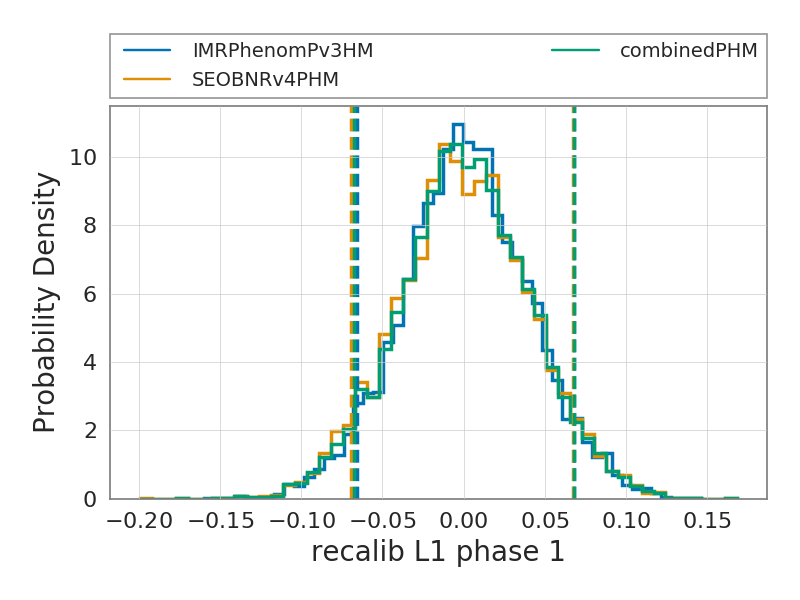 IMRPhenomPv3HM
SEOBNRv4PHM
combinedPHM
Probability Density
10
8
6
4
2
0
−0.20 −0.15 −0.10 −0.05 0.00 0.05 0.10 0.15
recalib L1 phase 1